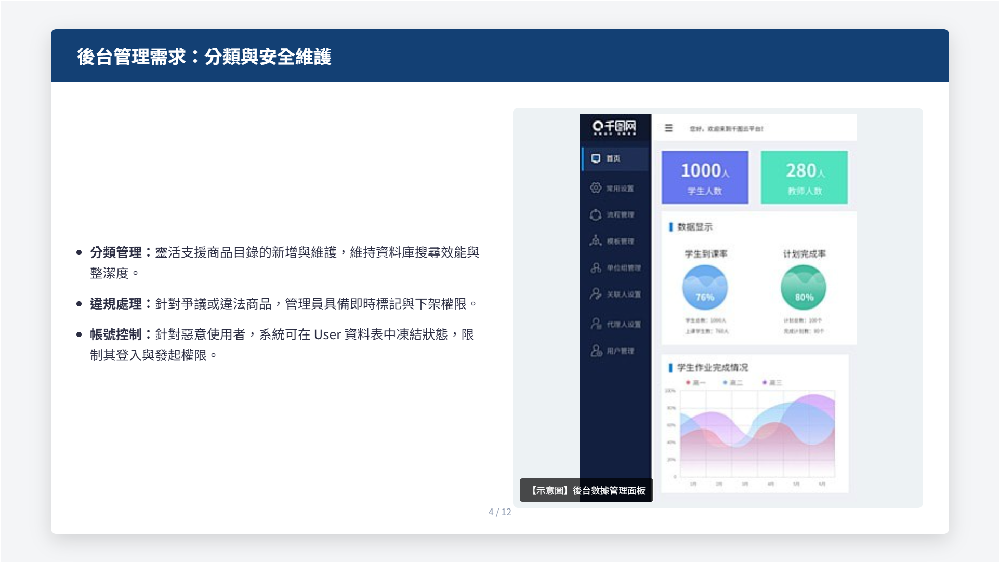 後台管理需求：分類與安全維護
分類管理：靈活支援商品目錄的新增與維護，維持資料庫搜尋效能與
整潔度。
違規處理：針對爭議或違法商品，管理員具備即時標記與下架權限。
帳號控制：針對惡意使用者，系統可在 User 資料表中凍結狀態，限
制其登入與發起權限。
千图网
首页
常用设置
流程管理
模板管理
单位组管理
关联人设置
代理人设置
用户管理
您好，欢迎来到千图云平台！
1000人
学生人数
280人
教师人数
数据显示
学生到课率
计划完成率
76%
80%
学生总数：1000人
上课学生数：760人
计划总数：100个
完成计划数：80个
学生作业完成情况
高一 高二 高三
100%
80%
60%
40%
20%
0
1月 2月 3月 4月 5月 6月
【示意圖】後台數據管理面板
4 / 12